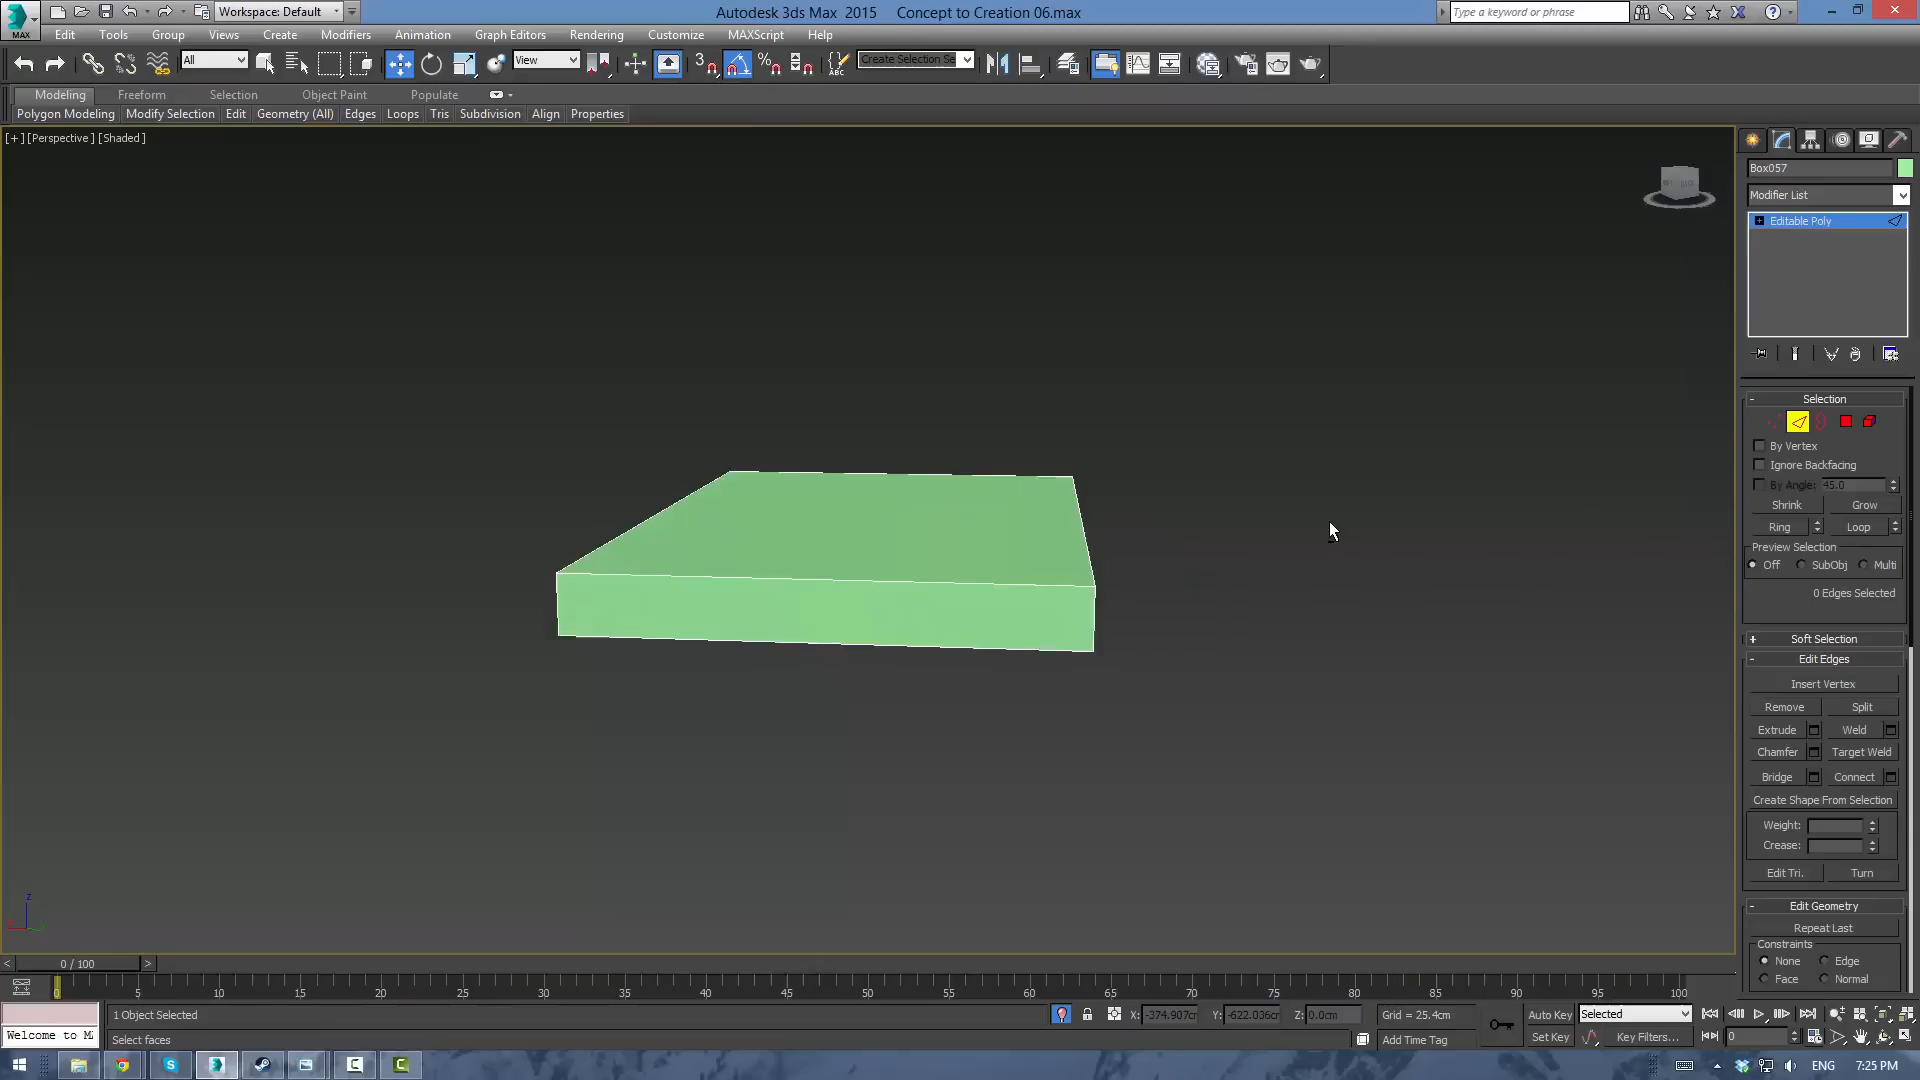 Workspace: Default
Autodesk 3ds Max 2015 Concept to Creation 06.max
Type a keyword or phrase
MAX
Edit Tools Group Views Create Modifiers Animation Graph Editors Rendering Customize MAXScript Help
All
View
3
ABC
Create Selection Se
Modeling Freeform Selection Object Paint Populate
Polygon Modeling Modify Selection Edit Geometry (All) Edges Loops Tris Subdivision Align Properties
[+] [Perspective ] [Shaded ]
Box057
Modifier List
Editable Poly
Selection
By Vertex
Ignore Backfacing
By Angle: 45.0
Shrink Grow
Ring Loop
Preview Selection
Off SubObj Multi
0 Edges Selected
Soft Selection
Edit Edges
Insert Vertex
Remove Split
Extrude Weld
Chamfer Target Weld
Bridge Connect
Create Shape From Selection
Weight:
Crease:
Edit Tri. Turn
Edit Geometry
Repeat Last
Constraints
None Edge
Face Normal
z
0 / 100
0 5 10 15 20 25 30 35 40 45 50 55 60 65 70 75 80 85 90 95 100
1 Object Selected
X: -374.907cr Y: -622.036cr Z: 0.0cm Grid = 25.4cm
Auto Key Selected
Welcome to M
Select faces
Add Time Tag
Set Key Key Filters... 0
ENG 7:25 PM